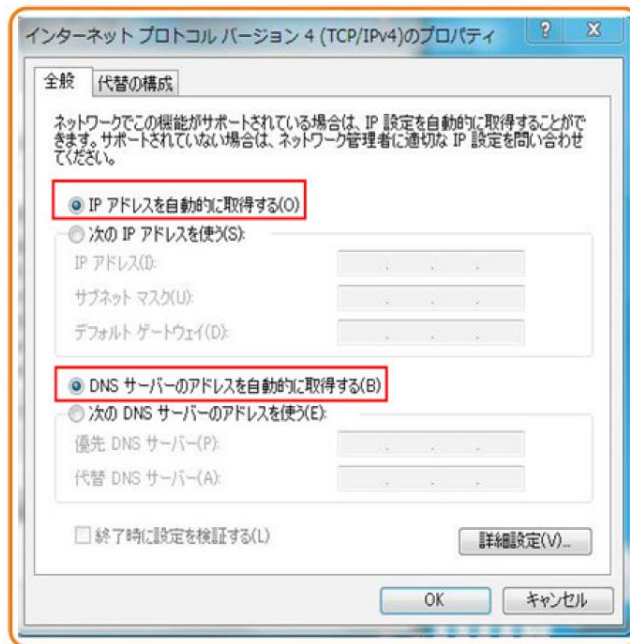 インターネット プロトコル バージョン 4 (TCP/IPv4)のプロパティ
全般
代替の構成
ネットワークでこの機能がサポートされている場合は、IP 設定を自動的に取得することがで
きます。サポートされていない場合は、ネットワーク管理者に適切な IP 設定を問い合わせ
てください。
IP アドレスを自動的に取得する(O)
次の IP アドレスを使う(S):
IP アドレス(I):
サブネット マスク(U):
デフォルト ゲートウェイ(D):
DNS サーバーのアドレスを自動的に取得する(B)
次の DNS サーバーのアドレスを使う(E):
優先 DNS サーバー(P):
代替 DNS サーバー(A):
終了時に設定を検証する(L)
詳細設定(V)...
OK
キャンセル